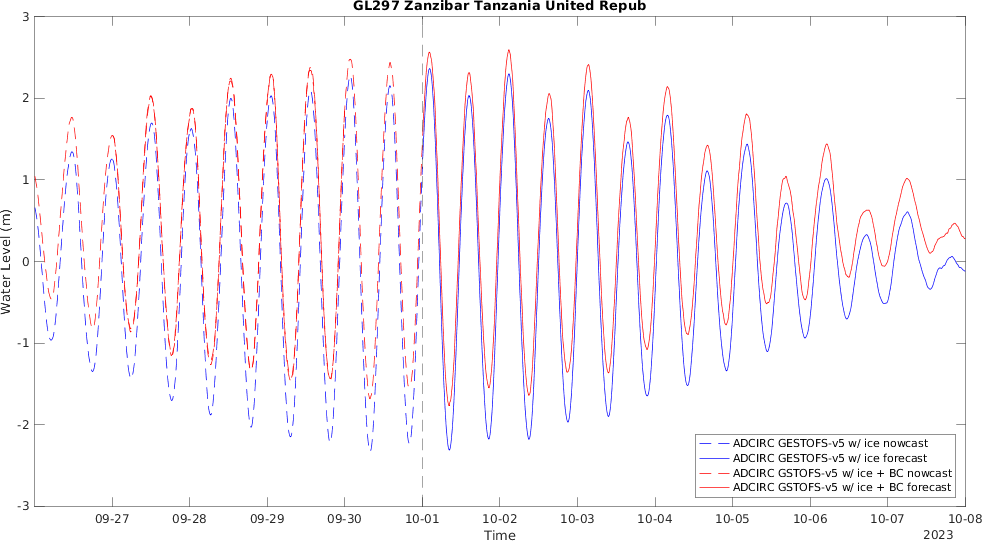 GL297 Zanzibar Tanzania United Repub
3
2
1
0
-1
-2
-3
Water Level (m)
ADCIRC GESTOFS-v5 w/ ice nowcast
ADCIRC GESTOFS-v5 w/ ice forecast
ADCIRC GSTOFS-v5 w/ ice + BC nowcast
ADCIRC GSTOFS-v5 w/ ice + BC forecast
09-27 09-28 09-29 09-30 10-01 10-02 10-03 10-04 10-05 10-06 10-07 10-08
Time
2023